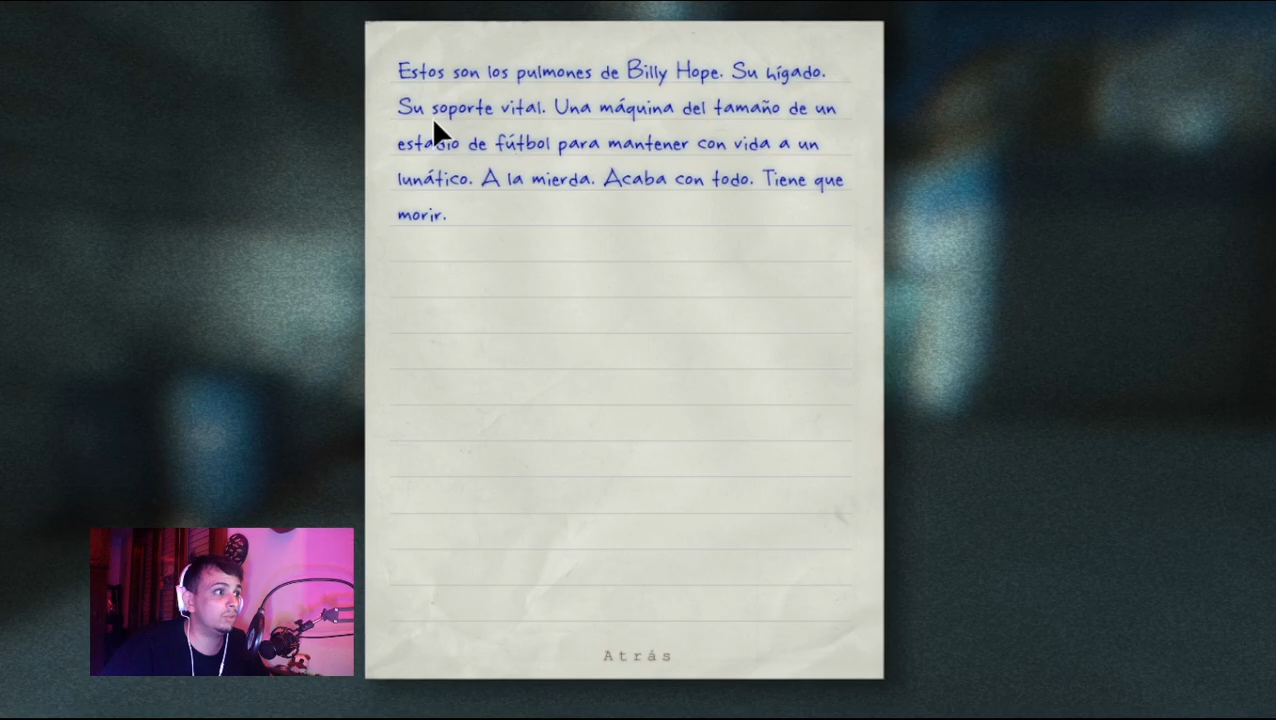 Estos son los pulmones de Billy Hope. Su hígado.
Su soporte vital. Una máquina del tamaño de un
estadio de fútbol para mantener con vida a un
lunático. A la mierda. Acaba con todo. Tiene que
morir.
Atrás